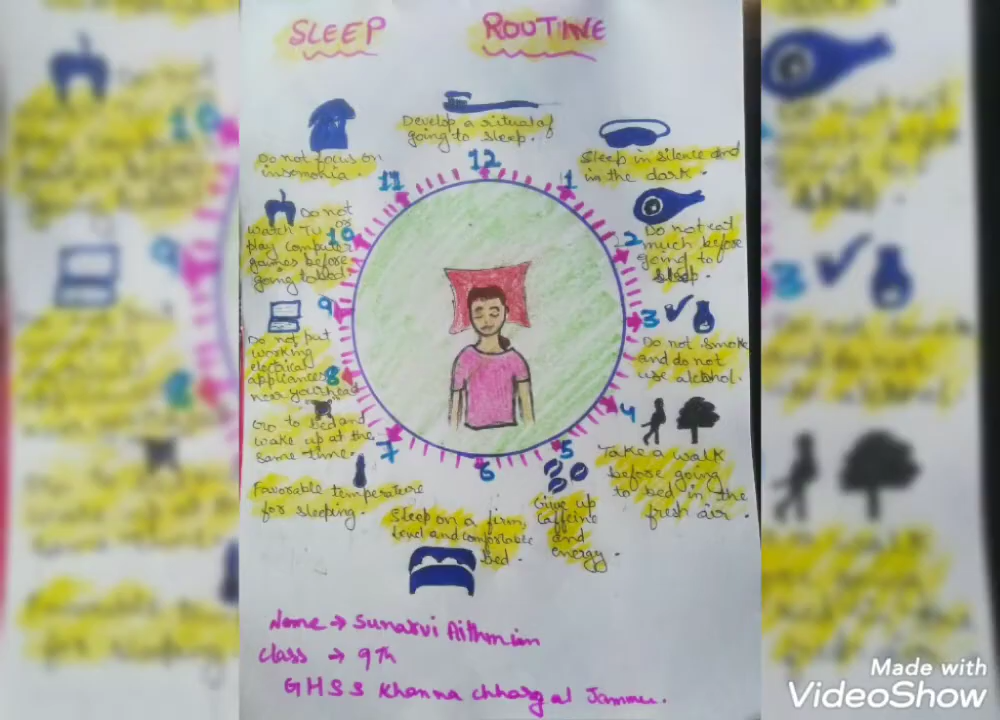 SLEEP ROUTINE
Develop a ritual of
going to sleep.
12
Sleep in silence and
in the dark.
1
Do not eat
much before
going to
sleep.
2
3
Do not smoke
and do not
use alcohol.
4
Take a walk
before going
to bed in the
fresh air.
5
Give up
caffeine
and
energy.
6
Sleep on a firm,
level and comfortable
bed.
7
Favorable temperature
for sleeping.
8
Go to bed and
wake up at the
same time.
9
Do not put
working
electrical
appliances
near your head
10
Do not
watch TV or
play computer
games before
going to bed.
11
Do not focus on
insomnia.
Name → Sunarvi
Class → 9th
GHSS Khanna chhargal Jammu.
Made with
VideoShow